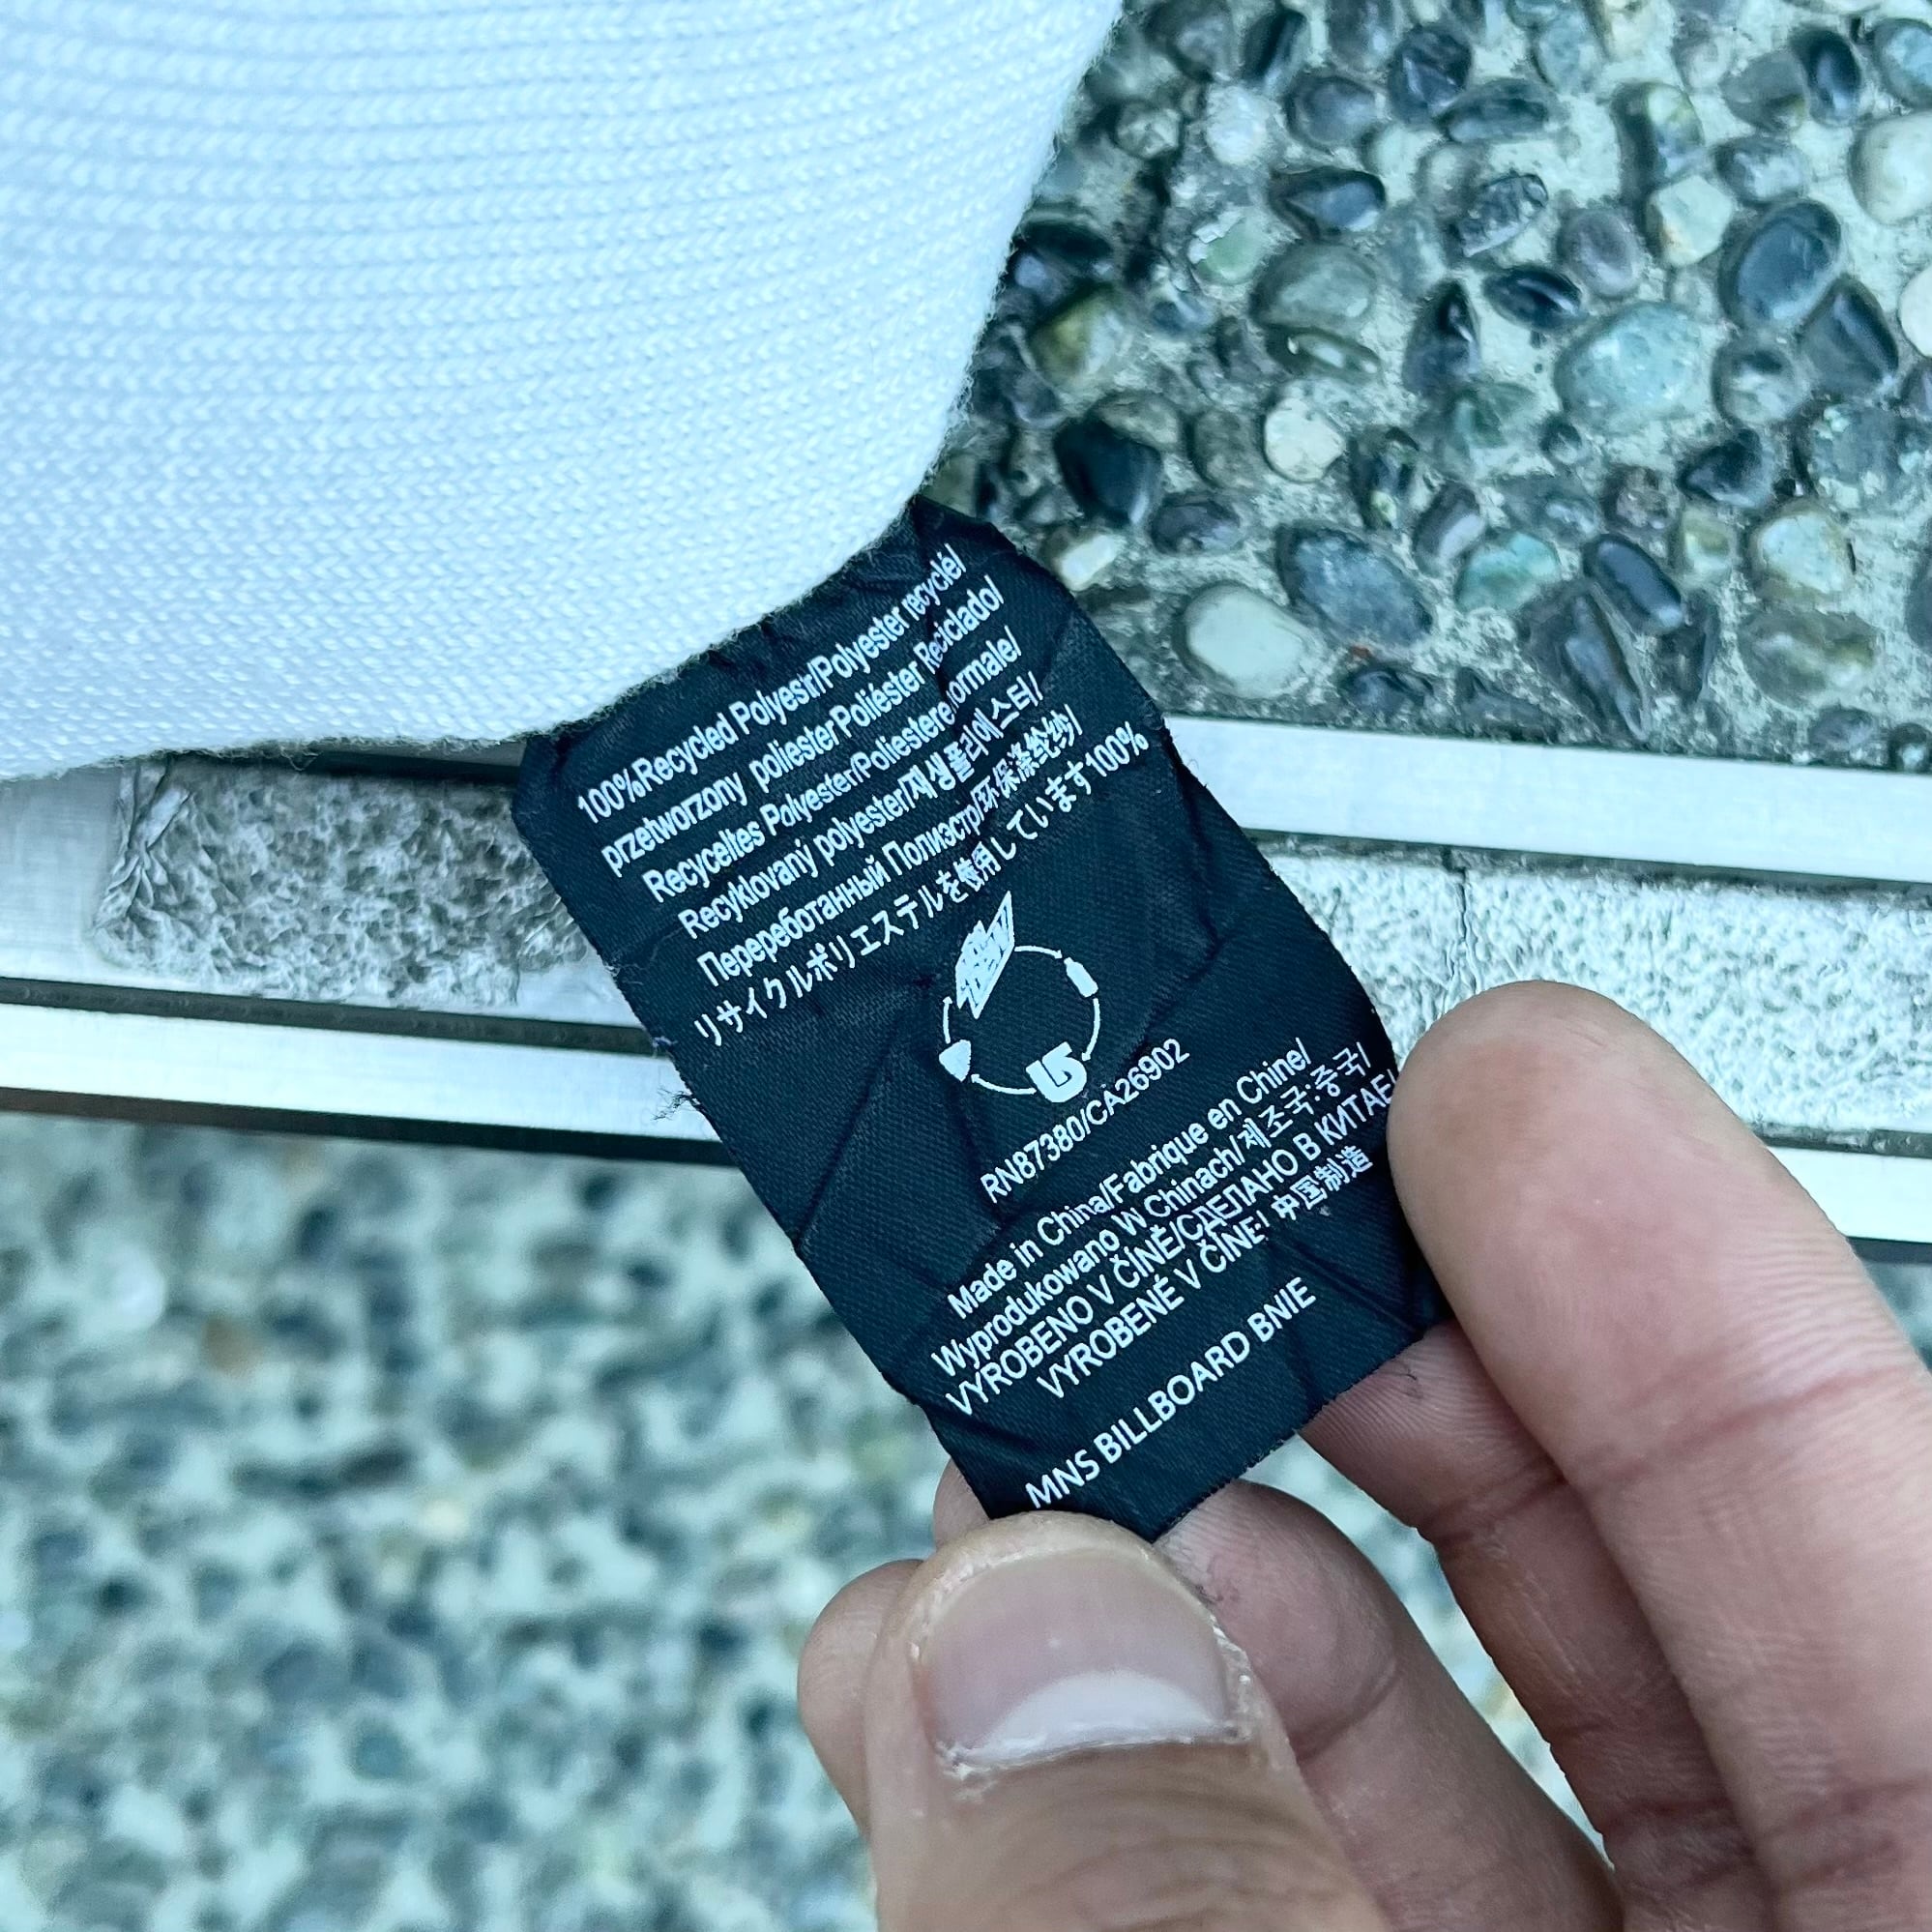 100%Recycled Polyestr/Polyester recyclé/
przetworzony poliester/Poliéster Reciclado/
Recyceltes Polyester/Poliestere normale/
Recyklovaný polyester/재생폴리에스터/
Переработанный Полиэстр/环保涤纶纱/
リサイクルポリエステルを使用しています100%
RN87380/CA26902
Made in China/Fabrique en Chine/
Wyprodukowano W Chinach/제조국:중국/
VYROBENO V ČÍNĚ/СДЕЛАНО В КИТАЕ/
VYROBENÉ V ČÍNE/ 中国制造
MNS BILLBOARD BNIE